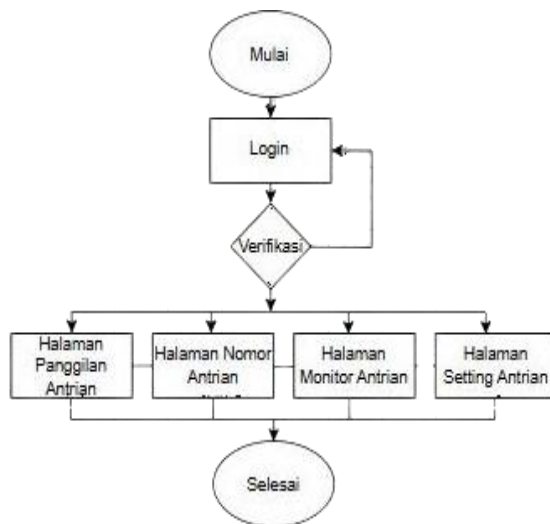 Mulai
Login
Verifikasi
Halaman
Panggilan
Antrian
Halaman Nomor
Antrian
Halaman
Monitor Antrian
Halaman
Setting Antrian
Selesai